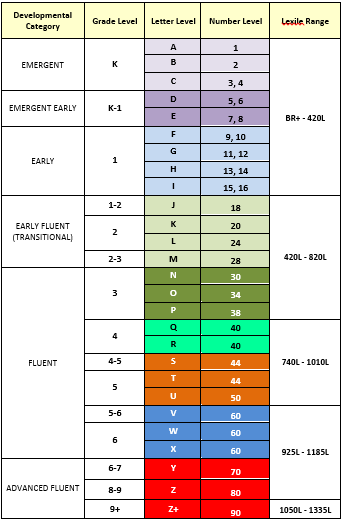 Developmental Category Grade Level Letter Level Number Level Lexile Range
EMERGENT K A 1 BR+ - 420L
B 2
C 3, 4
EMERGENT EARLY K-1 D 5, 6
E 7, 8
EARLY 1 F 9, 10
G 11, 12
H 13, 14
I 15, 16
EARLY FLUENT (TRANSITIONAL) 1-2 J 18 420L - 820L
2 K 20
L 24
2-3 M 28
FLUENT 3 N 30
O 34
P 38
4 Q 40 740L - 1010L
R 40
4-5 S 44
5 T 44
U 50
5-6 V 60 925L - 1185L
6 W 60
X 60
ADVANCED FLUENT 6-7 Y 70
8-9 Z 80
9+ Z+ 90 1050L - 1335L